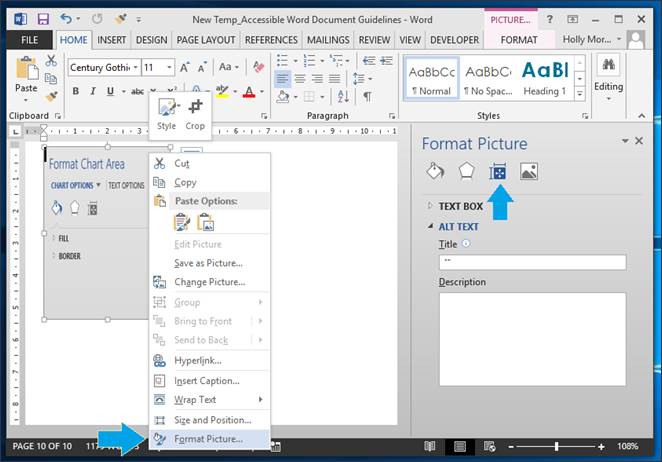 New Temp_Accessible Word Document Guidelines - Word
PICTURE...
FILE HOME INSERT DESIGN PAGE LAYOUT REFERENCES MAILINGS REVIEW VIEW DEVELOPER FORMAT Holly Mor...
Century Gothic 11
Paste
B I U abc
Clipboard
Paragraph
AaBbCc AaBbCc AaBb
¶ Normal ¶ No Spac... Heading 1
Styles
Editing
Style Crop
Format Chart Area
CHART OPTIONS TEXT OPTIONS
FILL
BORDER
Cut
Copy
Paste Options:
Edit Picture
Save as Picture...
Change Picture...
Group
Bring to Front
Send to Back
Hyperlink...
Insert Caption...
Wrap Text
Size and Position...
Format Picture...
Format Picture
TEXT BOX
ALT TEXT
Title
""
Description
PAGE 10 OF 10
108%